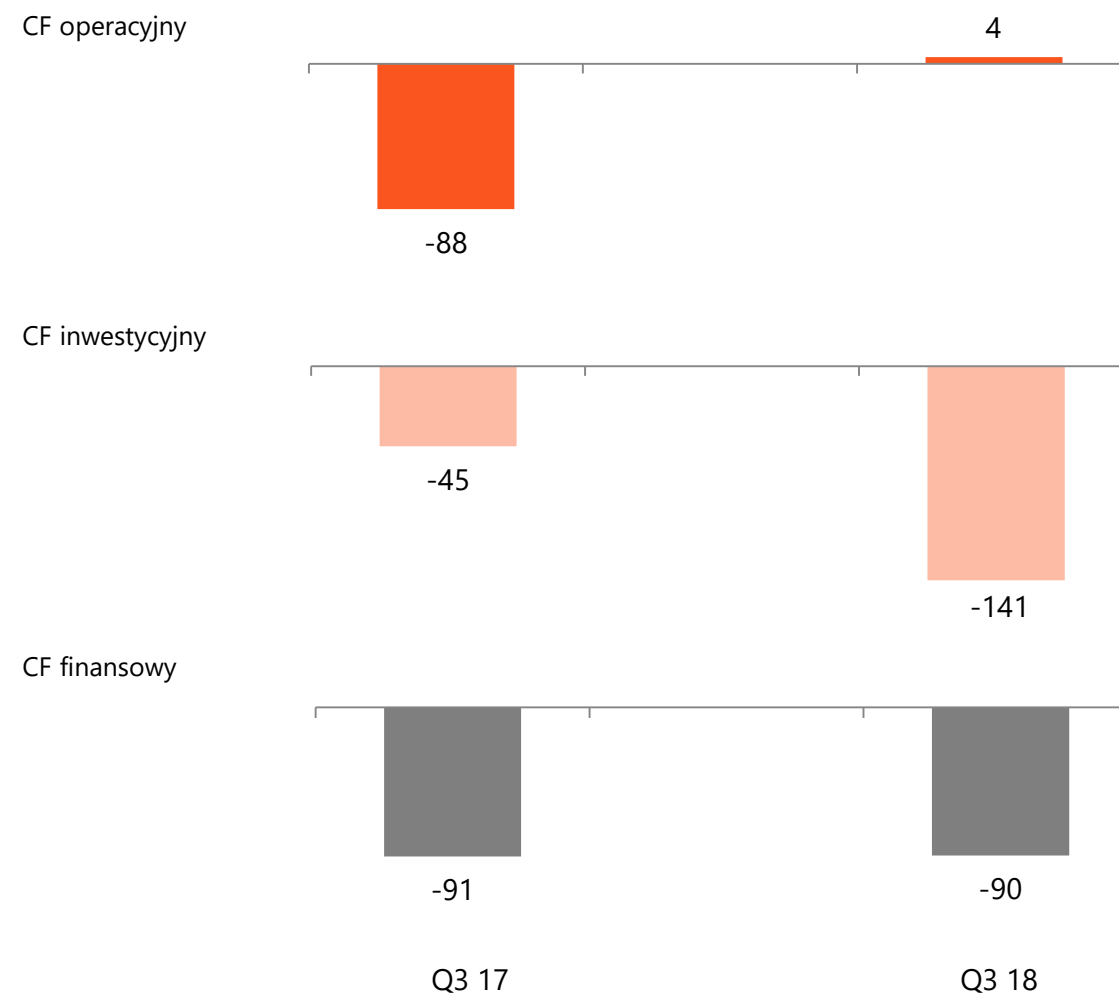 CF operacyjny
4
-88
CF inwestycyjny
-45
-141
CF finansowy
-91
-90
Q3 17
Q3 18